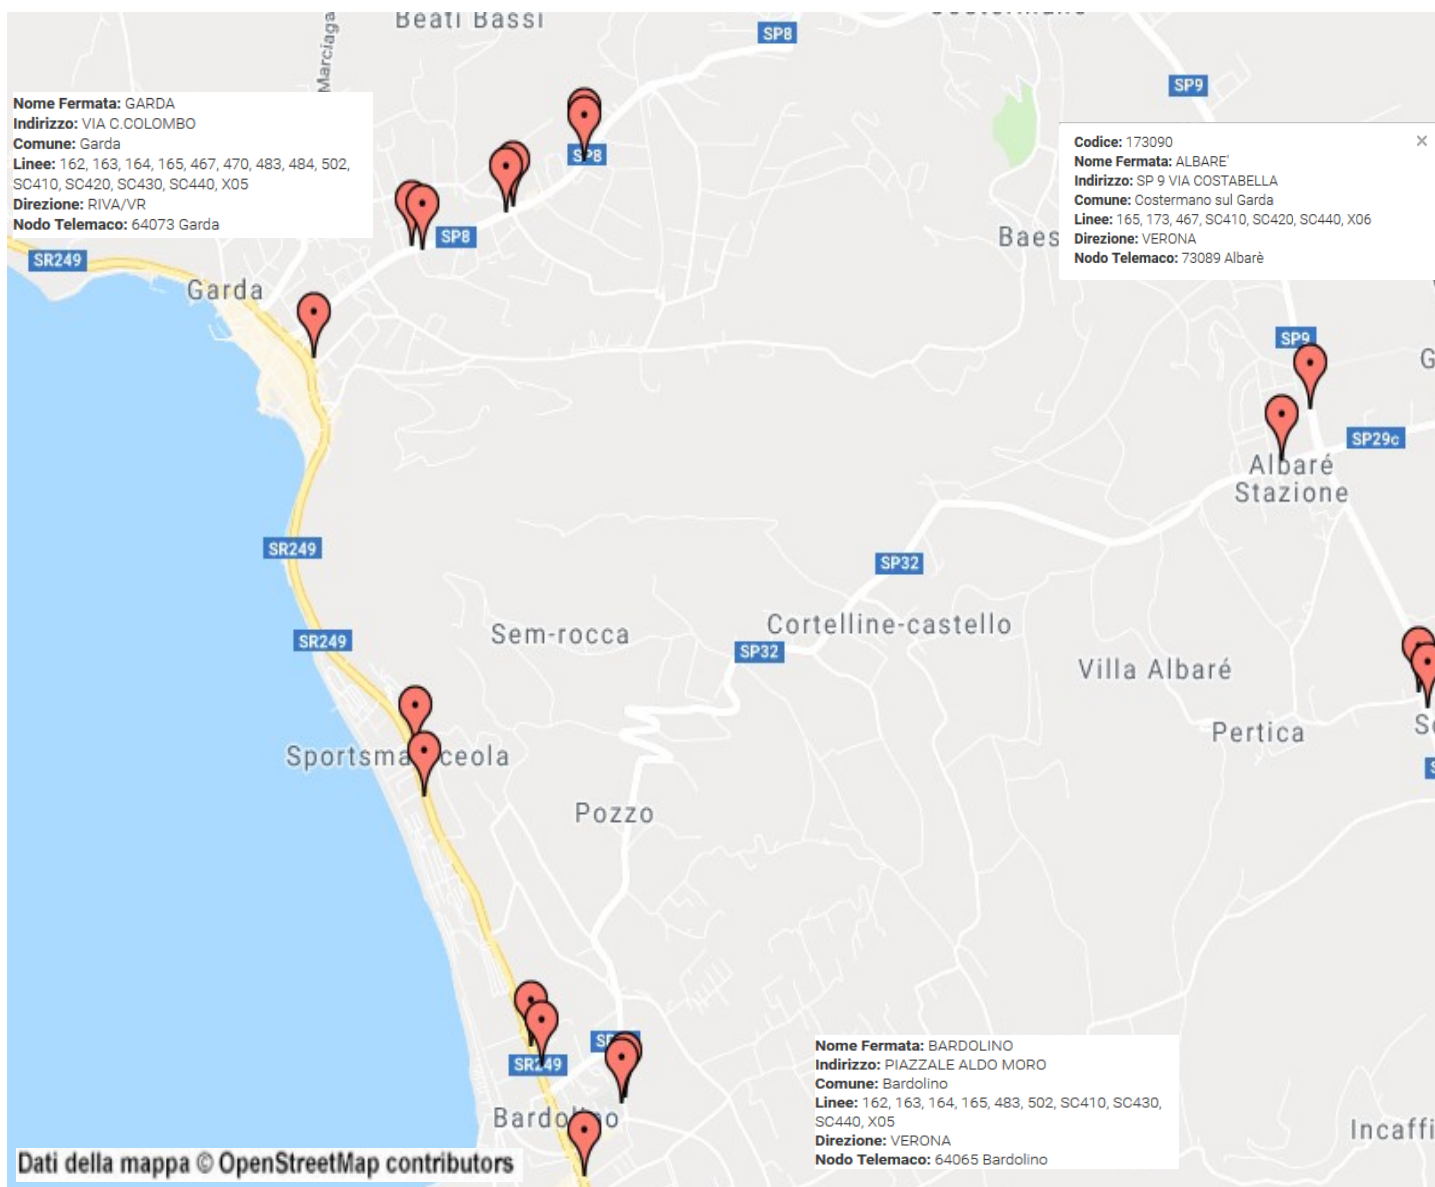 Beati Bassi
SP8
Marciaga
SP9
Nome Fermata: GARDA
Indirizzo: VIA C.COLOMBO
Comune: Garda
Linee: 162, 163, 164, 165, 467, 470, 483, 484, 502,
SC410, SC420, SC430, SC440, X05
Direzione: RIVA/VR
Nodo Telemaco: 64073 Garda
Codice: 173090
Nome Fermata: ALBARE'
Indirizzo: SP 9 VIA COSTABELLA
Comune: Costermano sul Garda
Linee: 165, 173, 467, SC410, SC420, SC440, X06
Direzione: VERONA
Nodo Telemaco: 73089 Albarè
SP8
SP8
Baes
SR249
Garda
SP9
G
SP29c
Albaré
Stazione
SR249
SP32
Cortelline-castello
Sem-rocca
SR249
SP32
Villa Albaré
Pertica
Sportsma ceola
Pozzo
SR249
Bardolino
Nome Fermata: BARDOLINO
Indirizzo: PIAZZALE ALDO MORO
Comune: Bardolino
Linee: 162, 163, 164, 165, 483, 502, SC410, SC430,
SC440, X05
Direzione: VERONA
Nodo Telemaco: 64065 Bardolino
Incaffi
Dati della mappa © OpenStreetMap contributors